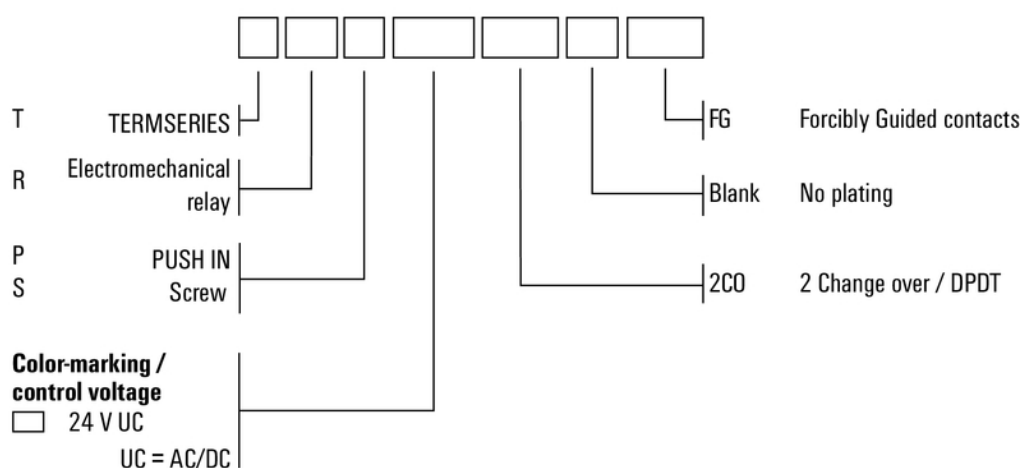 T TERMSERIES
FG Forcibly Guided contacts
R Electromechanical
relay
Blank No plating
P PUSH IN
S Screw
2CO 2 Change over / DPDT
Color-marking /
control voltage
24 V UC
UC = AC/DC